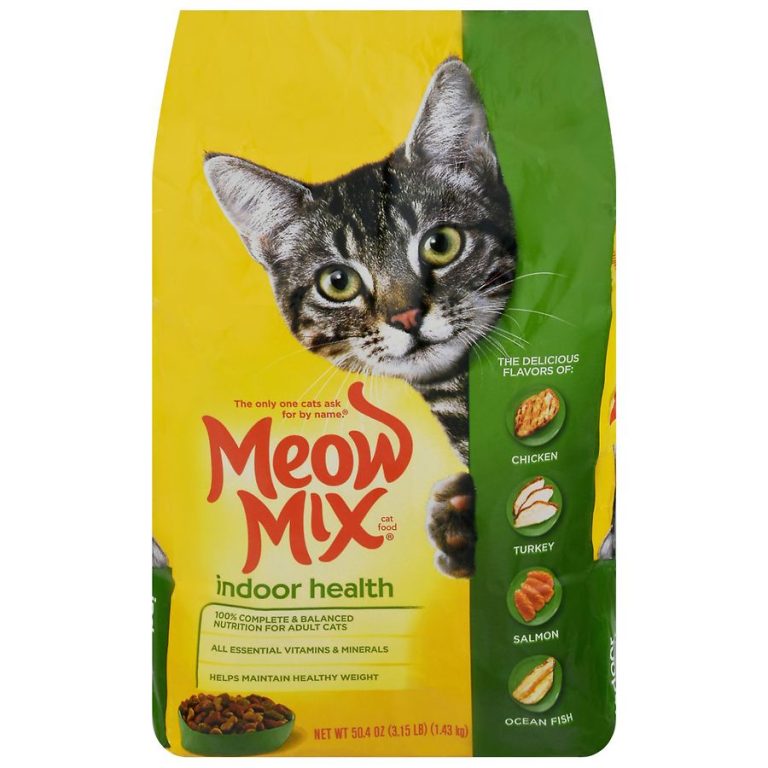 The only one cats ask
for by name.®
Meow
Mix
cat
food
®
indoor health
100% COMPLETE & BALANCED
NUTRITION FOR ADULT CATS
ALL ESSENTIAL VITAMINS & MINERALS
HELPS MAINTAIN HEALTHY WEIGHT
NET WT 50.4 OZ (3.15 LB) (1.43 kg)
THE DELICIOUS
FLAVORS OF:
CHICKEN
TURKEY
SALMON
OCEAN FISH